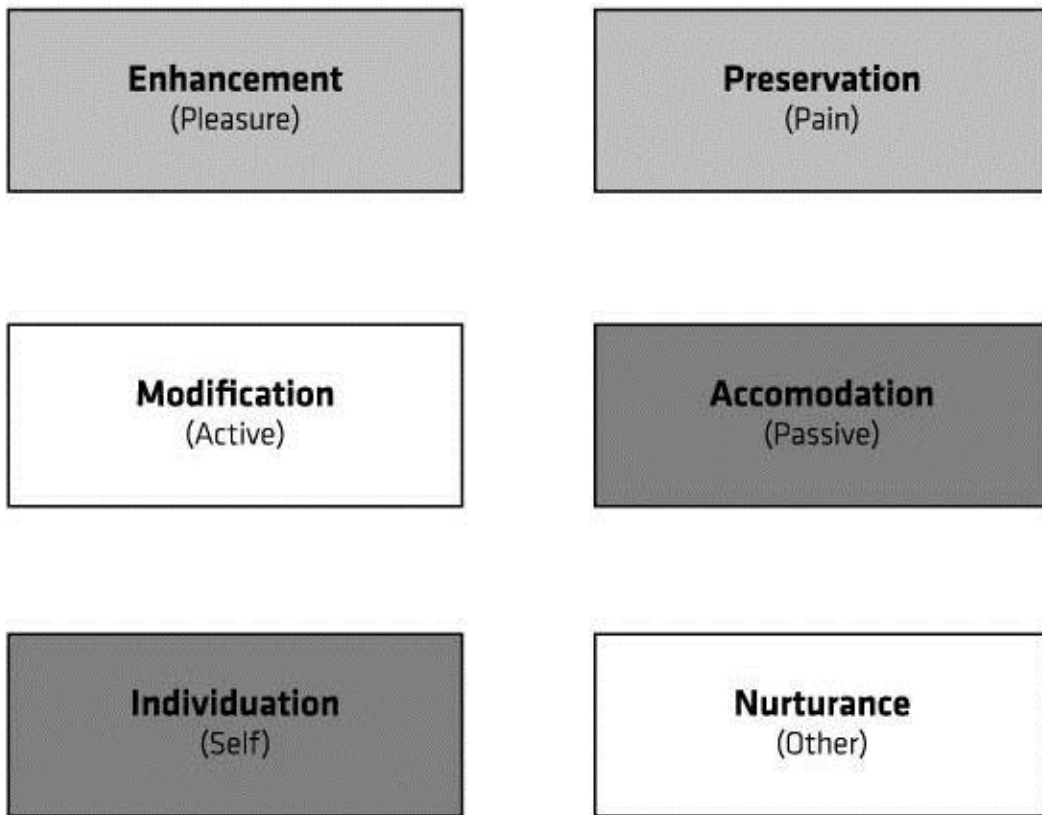 Enhancement
(Pleasure)
Preservation
(Pain)
Modification
(Active)
Accomodation
(Passive)
Individuation
(Self)
Nurturance
(Other)